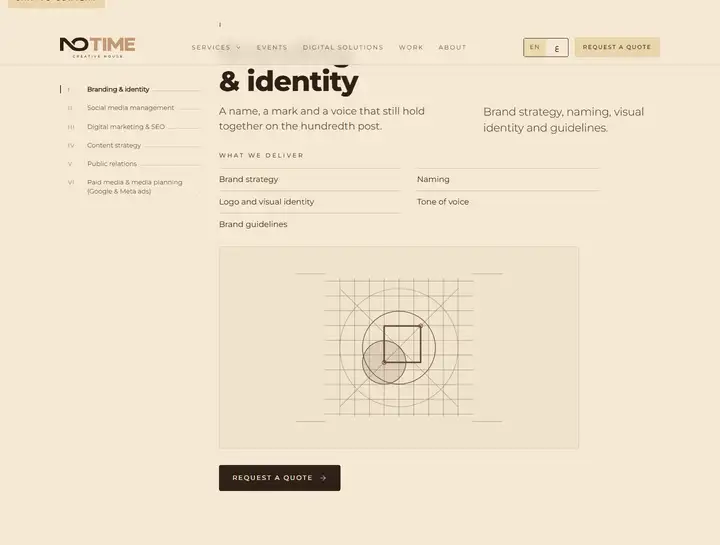 NOTIME
CREATIVE HOUSE
SERVICES
EVENTS
DIGITAL SOLUTIONS
WORK
ABOUT
EN
ع
REQUEST A QUOTE
I Branding & identity
II Social media management
III Digital marketing & SEO
IV Content strategy
V Public relations
VI Paid media & media planning
(Google & Meta ads)
& identity
A name, a mark and a voice that still hold
together on the hundredth post.
Brand strategy, naming, visual
identity and guidelines.
WHAT WE DELIVER
Brand strategy
Naming
Logo and visual identity
Tone of voice
Brand guidelines
REQUEST A QUOTE →